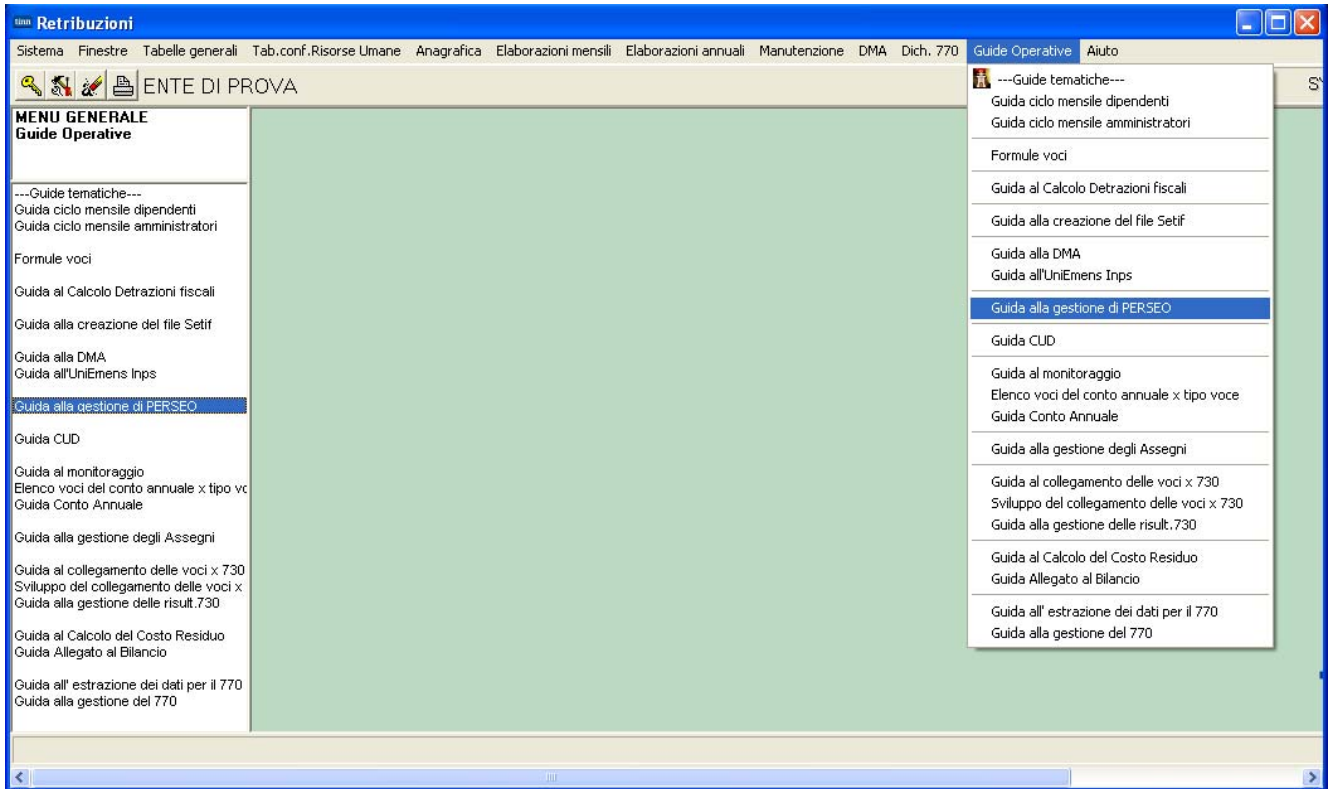 tinn Retribuzioni
Sistema Finestre Tabelle generali Tab.conf.Risorse Umane Anagrafica Elaborazioni mensili Elaborazioni annuali Manutenzione DMA Dich. 770 Guide Operative Aiuto
ENTE DI PROVA
MENU GENERALE
Guide Operative
---Guide tematiche---
Guida ciclo mensile dipendenti
Guida ciclo mensile amministratori
Formule voci
Guida al Calcolo Detrazioni fiscali
Guida alla creazione del file Setif
Guida alla DMA
Guida all'UniEmens Inps
Guida alla gestione di PERSEO
Guida CUD
Guida al monitoraggio
Elenco voci del conto annuale x tipo vc
Guida Conto Annuale
Guida alla gestione degli Assegni
Guida al collegamento delle voci x 730
Sviluppo del collegamento delle voci x
Guida alla gestione delle risult.730
Guida al Calcolo del Costo Residuo
Guida Allegato al Bilancio
Guida all' estrazione dei dati per il 770
Guida alla gestione del 770
---Guide tematiche---
Guida ciclo mensile dipendenti
Guida ciclo mensile amministratori
Formule voci
Guida al Calcolo Detrazioni fiscali
Guida alla creazione del file Setif
Guida alla DMA
Guida all'UniEmens Inps
Guida alla gestione di PERSEO
Guida CUD
Guida al monitoraggio
Elenco voci del conto annuale x tipo voce
Guida Conto Annuale
Guida alla gestione degli Assegni
Guida al collegamento delle voci x 730
Sviluppo del collegamento delle voci x 730
Guida alla gestione delle risult.730
Guida al Calcolo del Costo Residuo
Guida Allegato al Bilancio
Guida all' estrazione dei dati per il 770
Guida alla gestione del 770